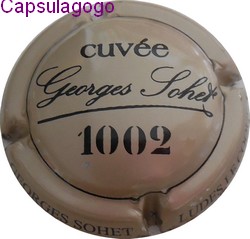 Capsulagogo
cuvée
Georges Sohet
1002
GEORGES SOHET
LUDES